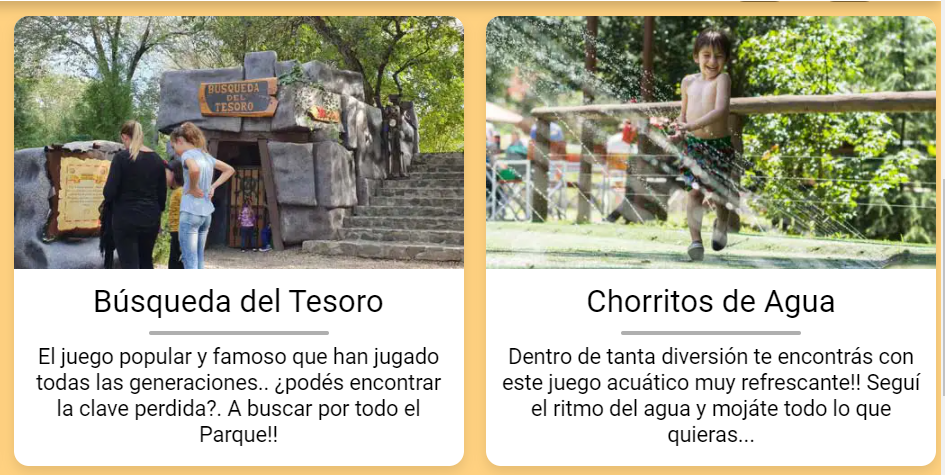 BUSQUEDA
DEL
TESORO
Búsqueda del Tesoro
El juego popular y famoso que han jugado
todas las generaciones.. ¿podés encontrar
la clave perdida?. A buscar por todo el
Parque!!
Chorritos de Agua
Dentro de tanta diversión te encontrás con
este juego acuático muy refrescante!! Seguí
el ritmo del agua y mojáte todo lo que
quieras...